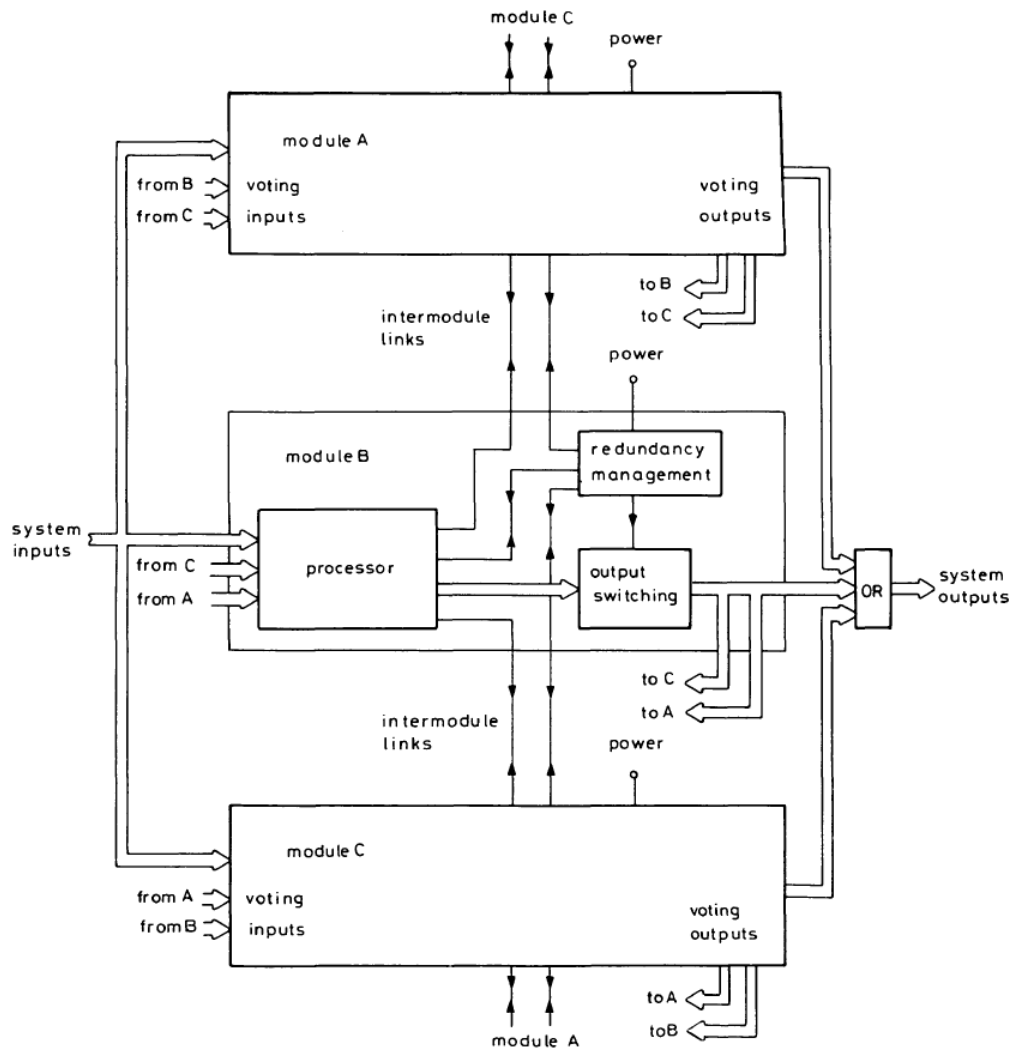 module C
power
module A
from B
voting
voting
from C
inputs
outputs
to B
to C
intermodule
links
power
module B
redundancy
management
system
inputs
from C
from A
processor
output
switching
OR
system
outputs
to C
to A
intermodule
links
power
module C
from A
voting
from B
inputs
voting
outputs
to A
to B
module A